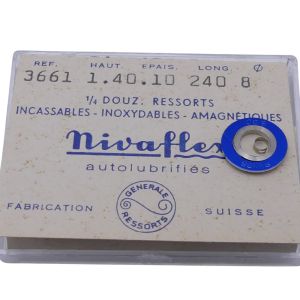 REF. HAUT. EPAIS. LONG. Ø
3661 1.40.10 240 8
¼ DOUZ. RESSORTS
INCASSABLES - INOXYDABLES - AMAGNÉTIQUES
Nivaflex
autolubrifiés
GENERALE
RESSORTS
FABRICATION SUISSE